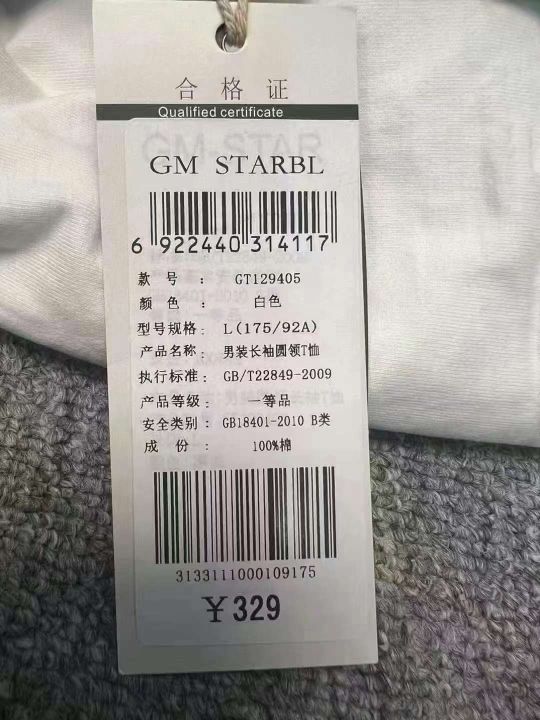 合格证
Qualified certificate
GM STARBL
6 922440 314117
款号 : GT129405
颜色 : 白色
型号规格: L(175/92A)
产品名称: 男装长袖圆领T恤
执行标准: GB/T22849-2009
产品等级: 一等品
安全类别: GB18401-2010 B类
成份 : 100%棉
3133111000109175
￥329